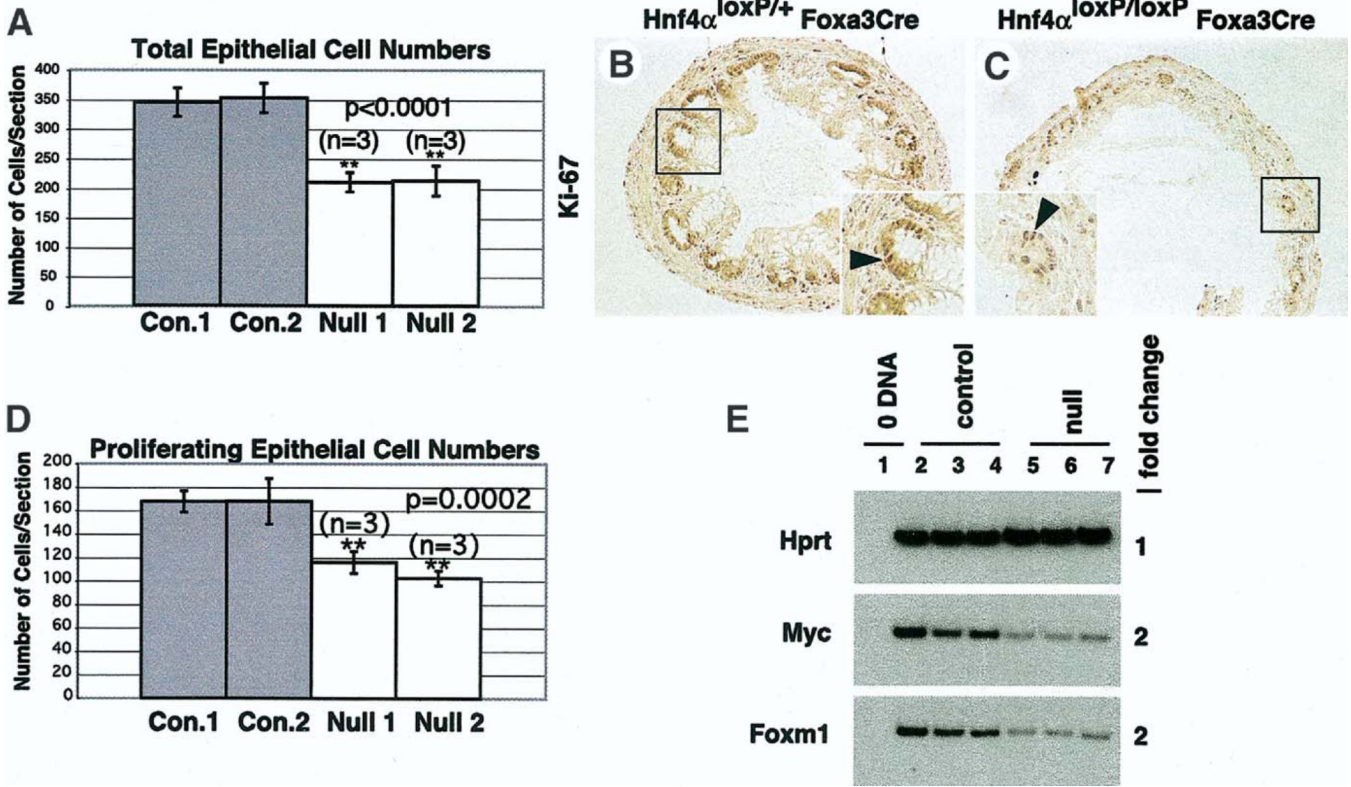 A
Total Epithelial Cell Numbers
Number of Cells/Section
400
350
300
250
200
150
100
50
0
p<0.0001
(n=3) (n=3)
** **
Con.1 Con.2 Null 1 Null 2
Ki-67
Hnf4α loxP/+ Foxa3Cre
B
Hnf4α loxP/loxP Foxa3Cre
C
D
Proliferating Epithelial Cell Numbers
Number of Cells/Section
200
180
160
140
120
100
80
60
40
20
0
p=0.0002
(n=3)
**
(n=3)
**
Con.1 Con.2 Null 1 Null 2
E
0 DNA
control
null
fold change
1 2 3 4 5 6 7
Hprt 1
Myc 2
Foxm1 2